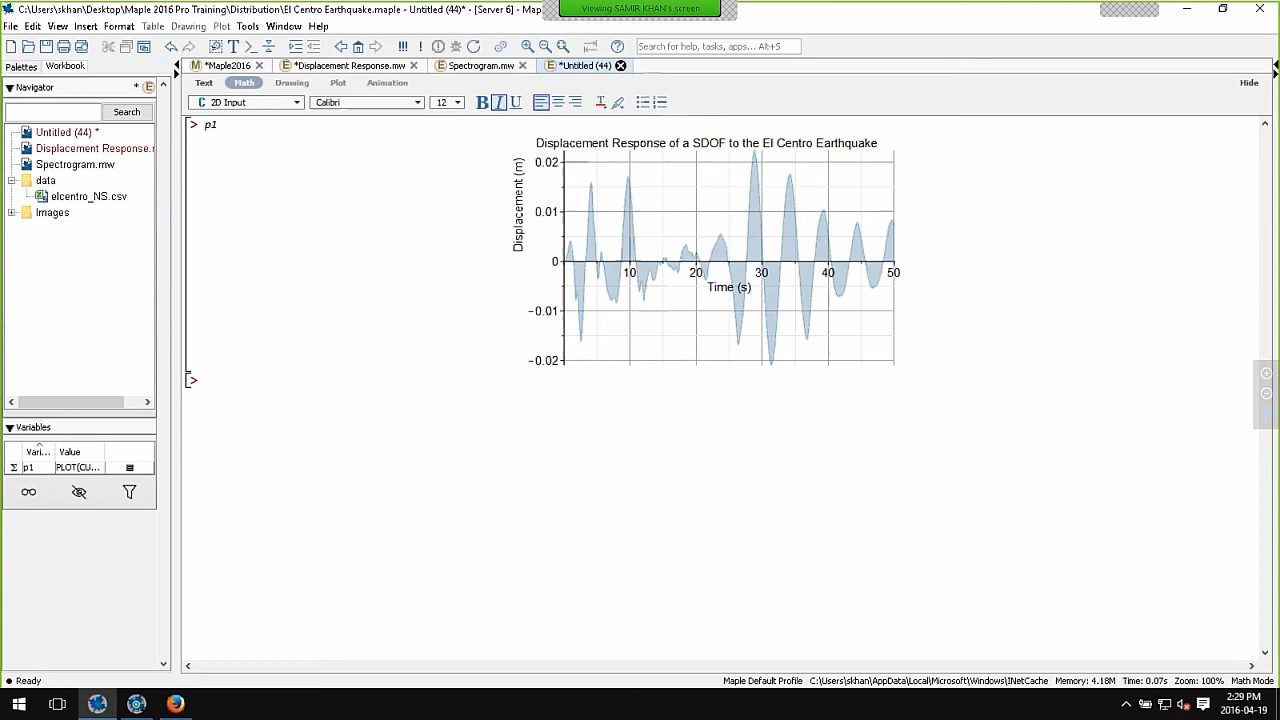 C:\Users\skhan\Desktop\Maple 2016 Pro Training\Distribution\El Centro Earthquake.maple - Untitled (44)* - [Server 6] - Map
Viewing SAMIR KHAN's screen
File Edit View Insert Format Table Drawing Plot Tools Window Help
Search for help, tasks, apps... Alt+S
Palettes Workbook
*Maple2016 *Displacement Response.mw Spectrogram.mw *Untitled (44)
Navigator *
Text Math Drawing Plot Animation Hide
2D Input Calibri 12 B I U
Search
> p1
Untitled (44) *
Displacement Response.r
Spectrogram.mw
data
elcentro_NS.csv
Images
Displacement Response of a SDOF to the El Centro Earthquake
Displacement (m)
0.02
0.01
0
−0.01
−0.02
10 20 30 40 50
Time (s)
>
Variables
Vari... Value
Σ p1 PLOT(CU...
Ready
Maple Default Profile C:\Users\skhan\AppData\Local\Microsoft\Windows\INetCache Memory: 4.18M Time: 0.07s Zoom: 100% Math Mode
2:29 PM
2016-04-19